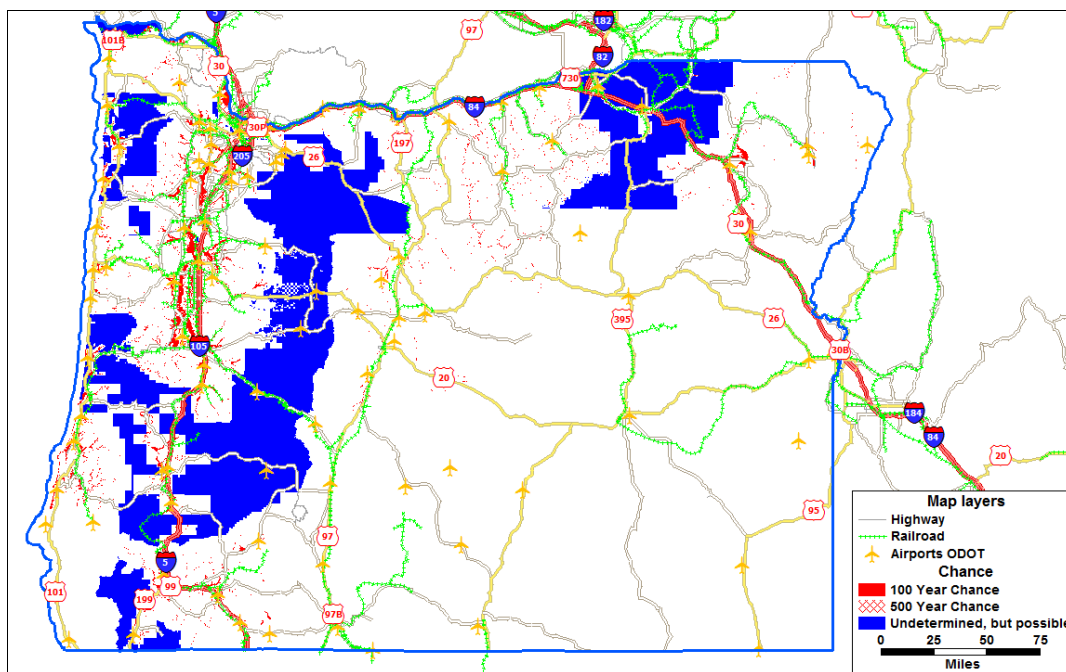 5
182
97
101B
82
30
730
84
30P
197
205
26
30
26
395
105
30B
20
184
84
20
95
97
5
99
101
199
97B
Map layers
Highway
Railroad
Airports ODOT
Chance
100 Year Chance
500 Year Chance
Undetermined, but possible
0 25 50 75
Miles